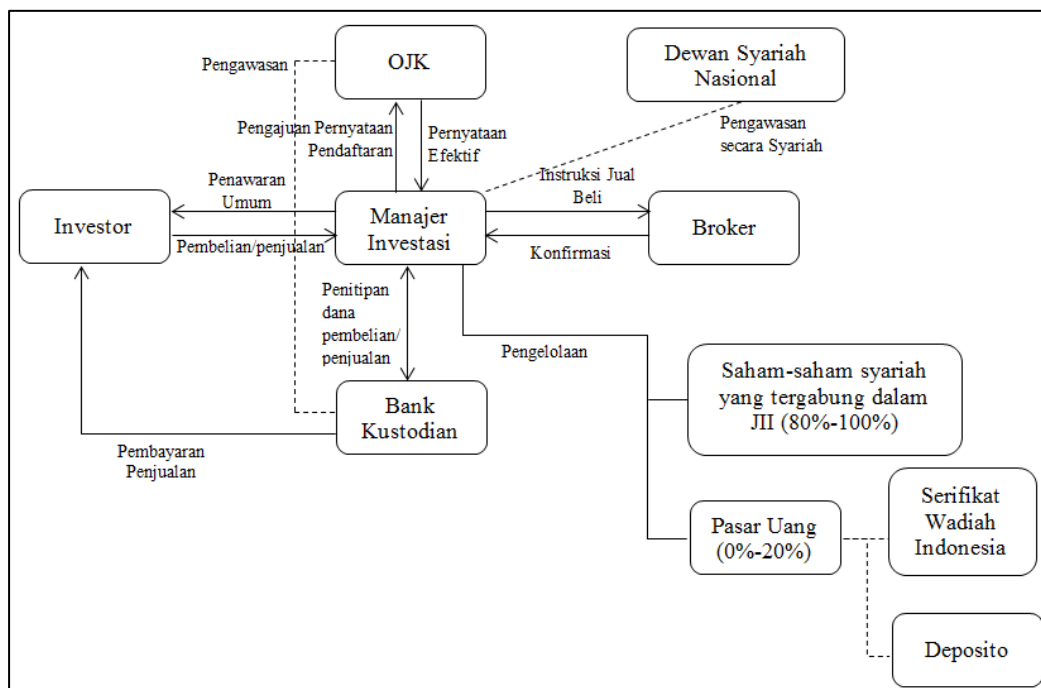 Pengawasan
OJK
Dewan Syariah
Nasional
Pengajuan Pernyataan
Pendaftaran
Pernyataan
Efektif
Pengawasan
secara Syariah
Penawaran
Umum
Instruksi Jual
Beli
Investor
Manajer
Investasi
Broker
Pembelian/penjualan
Konfirmasi
Penitipan
dana
pembelian/
penjualan
Pengelolaan
Saham-saham syariah
yang tergabung dalam
JII (80%-100%)
Bank
Kustodian
Pembayaran
Penjualan
Pasar Uang
(0%-20%)
Serifikat
Wadiah
Indonesia
Deposito